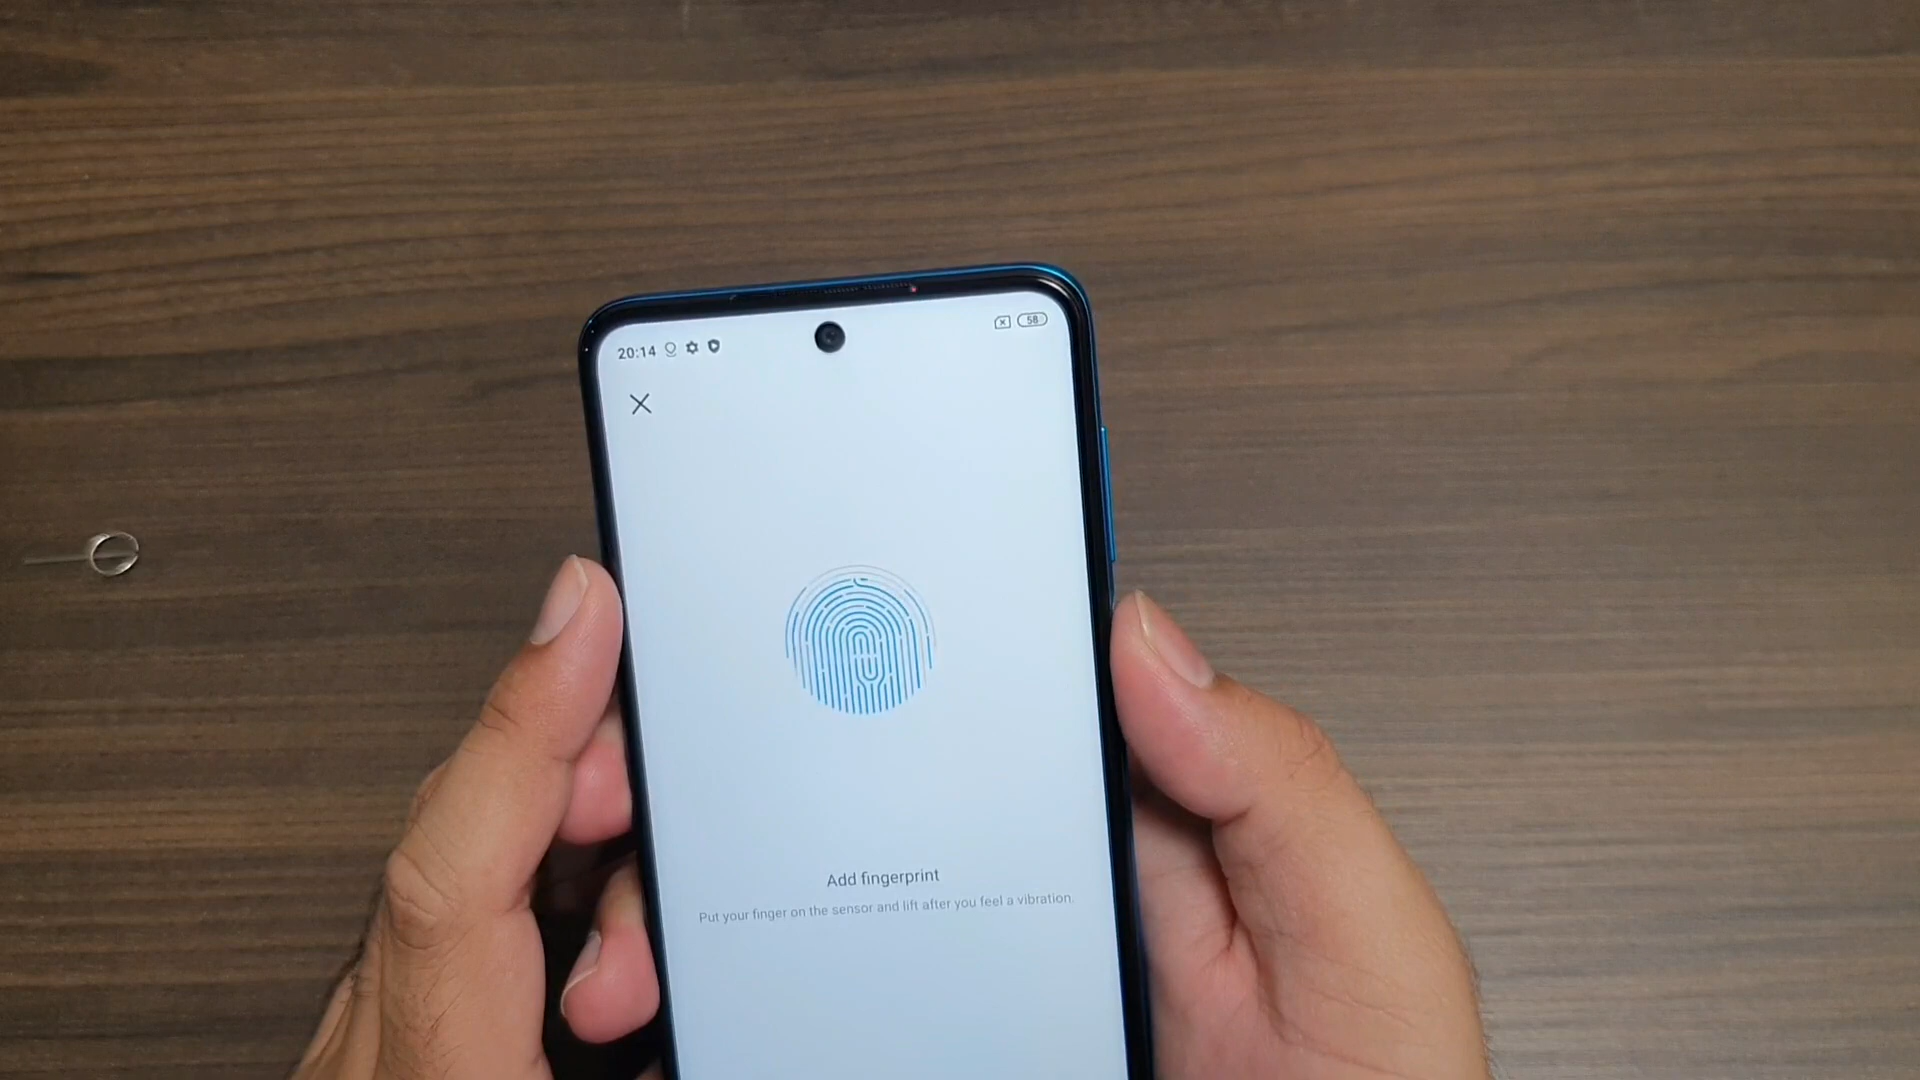 20:14
58
Add fingerprint
Put your finger on the sensor and lift after you feel a vibration.